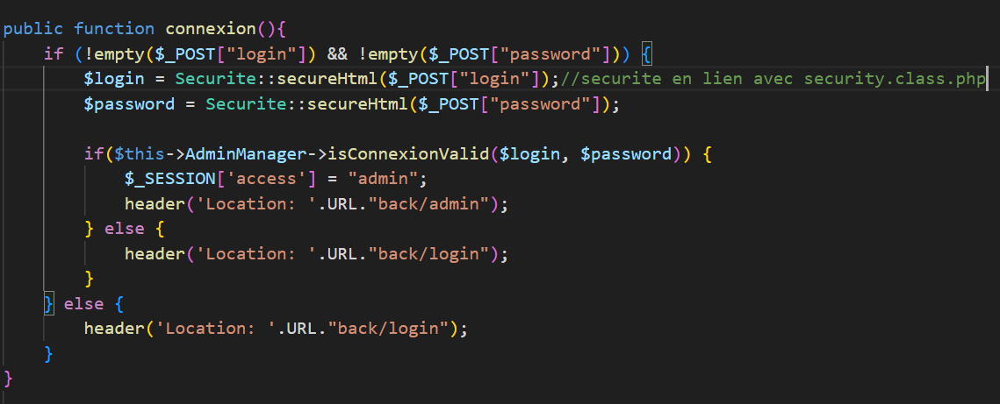 public function connexion(){
    if (!empty($_POST["login"]) && !empty($_POST["password"])) {
        $login = Securite::secureHtml($_POST["login"]);//securite en lien avec security.class.php
        $password = Securite::secureHtml($_POST["password"]);

        if($this->AdminManager->isConnexionValid($login, $password)) {
            $_SESSION['access'] = "admin";
            header('Location: '.URL."back/admin");
        } else {
            header('Location: '.URL."back/login");
        }
    } else {
        header('Location: '.URL."back/login");
    }
}